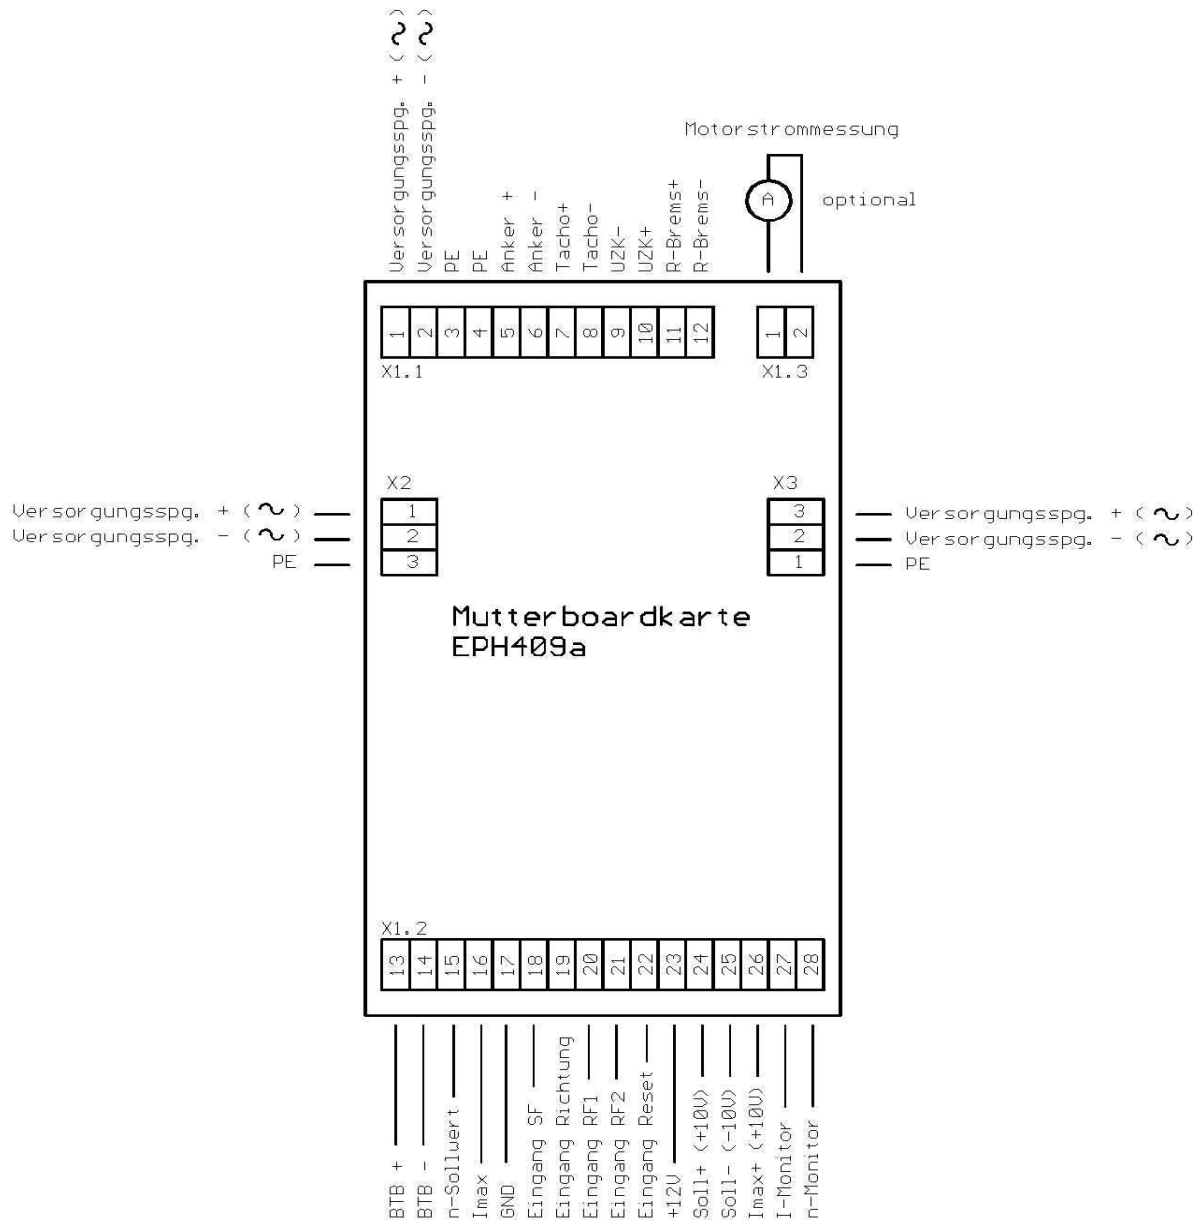 Versorgungsspg. + (~)
Versorgungsspg. - (~)
PE
PE
Anker +
Anker -
Tacho+
Tacho-
UZK-
UZK+
R-Brems+
R-Brems-
Motorstrommessung
A
optional
1 2 3 4 5 6 7 8 9 10 11 12
1 2
X1.1
X1.3
X2
X3
Versorgungsspg. + (~)
1
3
Versorgungsspg. + (~)
Versorgungsspg. - (~)
2
2
Versorgungsspg. - (~)
PE
3
1
PE
Mutterboardkarte
EPH409a
X1.2
13 14 15 16 17 18 19 20 21 22 23 24 25 26 27 28
BTB +
BTB -
n-Sollwert
Imax
GND
Eingang SF
Eingang Richtung
Eingang RF1
Eingang RF2
Eingang Reset
+12V
Soll+ (+10V)
Soll- (-10V)
Imax+ (+10V)
I-Monitor
n-Monitor